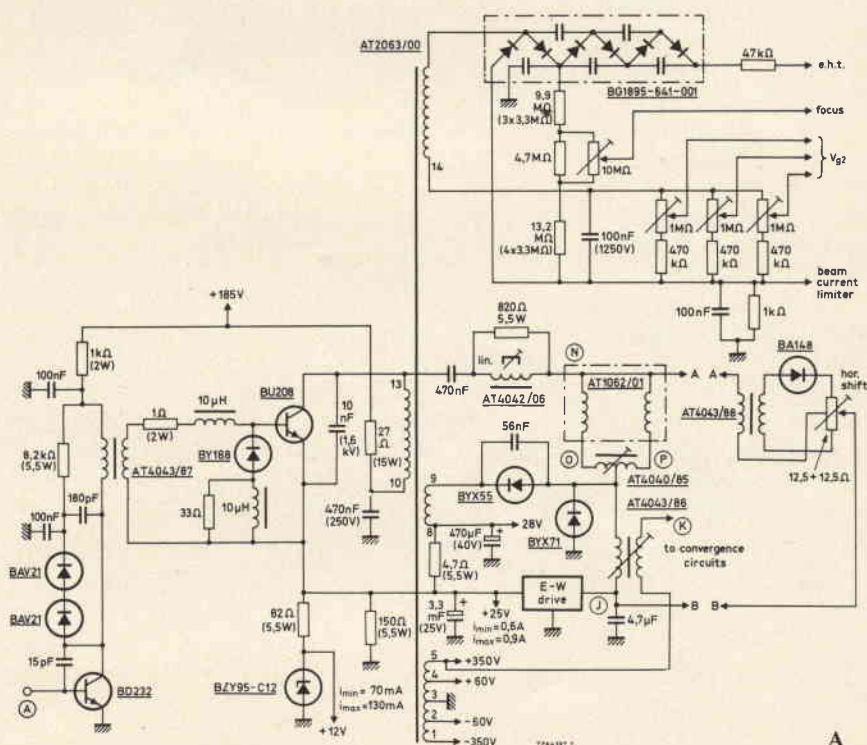 AT2063/00
47kΩ
e.h.t.
BG1895-641-001
9,9
MΩ
(3x3,3MΩ)
focus
4,7MΩ
10MΩ
Vg2
14
13,2
MΩ
(4x3,3MΩ)
100nF
(1250V)
1MΩ
1MΩ
1MΩ
470
kΩ
470
kΩ
470
kΩ
beam
current
limiter
100nF
1kΩ
+185V
820Ω
5,5W
1kΩ
(2W)
100nF
lin.
N
BA148
hor.
shift
13
470nF
AT4042/06
AT1062/01
A
A
AT4043/88
12,5+12,5Ω
10µH
BU208
1Ω
(2W)
10
nF
(1,6
kV)
27
Ω
(15W)
10
56nF
O
P
8,2kΩ
(5,5W)
AT4043/87
BY188
180pF
33Ω
10µH
100nF
470nF
(250V)
9
BYX55
AT4040/85
AT4043/86
8
28V
470µF
(40V)
BYX71
K
to convergence
circuits
4,7Ω
(5,5W)
BAV21
BAV21
E-W
drive
J
B
B
82Ω
(5,5W)
150Ω
(5,5W)
3,3
mF
(25V)
+25V
imin=0,6A
imax=0,9A
4,7µF
15pF
A
BD232
BZY95-C12
imin= 70mA
imax=130mA
+12V
5
+350V
4
+60V
3
2
-60V
1
-350V
A